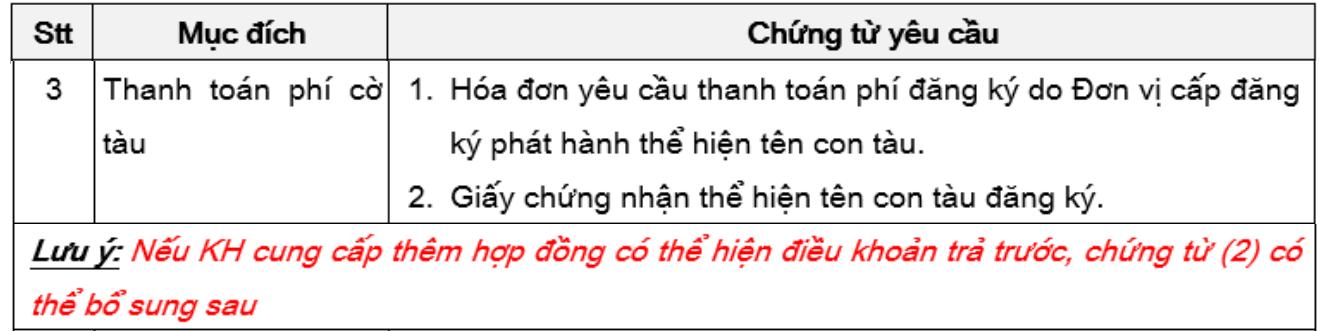 Stt Mục đích Chứng từ yêu cầu
3 Thanh toán phí cờ tàu
1. Hóa đơn yêu cầu thanh toán phí đăng ký do Đơn vị cấp đăng
ký phát hành thể hiện tên con tàu.
2. Giấy chứng nhận thể hiện tên con tàu đăng ký.
Lưu ý: Nếu KH cung cấp thêm hợp đồng có thể hiện điều khoản trả trước, chứng từ (2) có
thể bổ sung sau